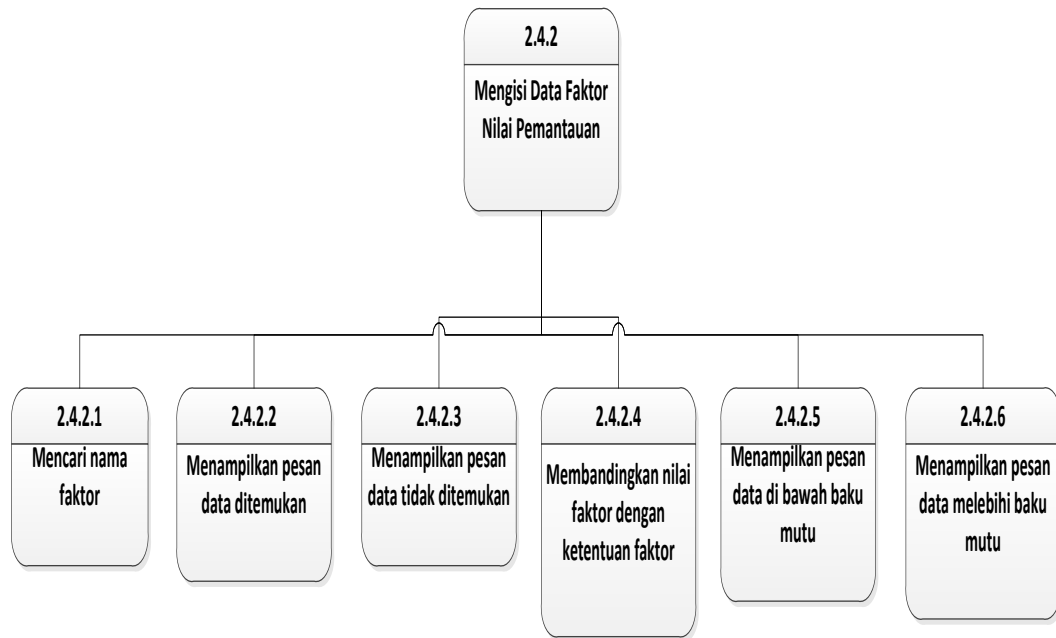 2.4.2
Mengisi Data Faktor
Nilai Pemantauan
2.4.2.1
Mencari nama
faktor
2.4.2.2
Menampilkan pesan
data ditemukan
2.4.2.3
Menampilkan pesan
data tidak ditemukan
2.4.2.4
Membandingkan nilai
faktor dengan
ketentuan faktor
2.4.2.5
Menampilkan pesan
data di bawah baku
mutu
2.4.2.6
Menampilkan pesan
data melebihi baku
mutu